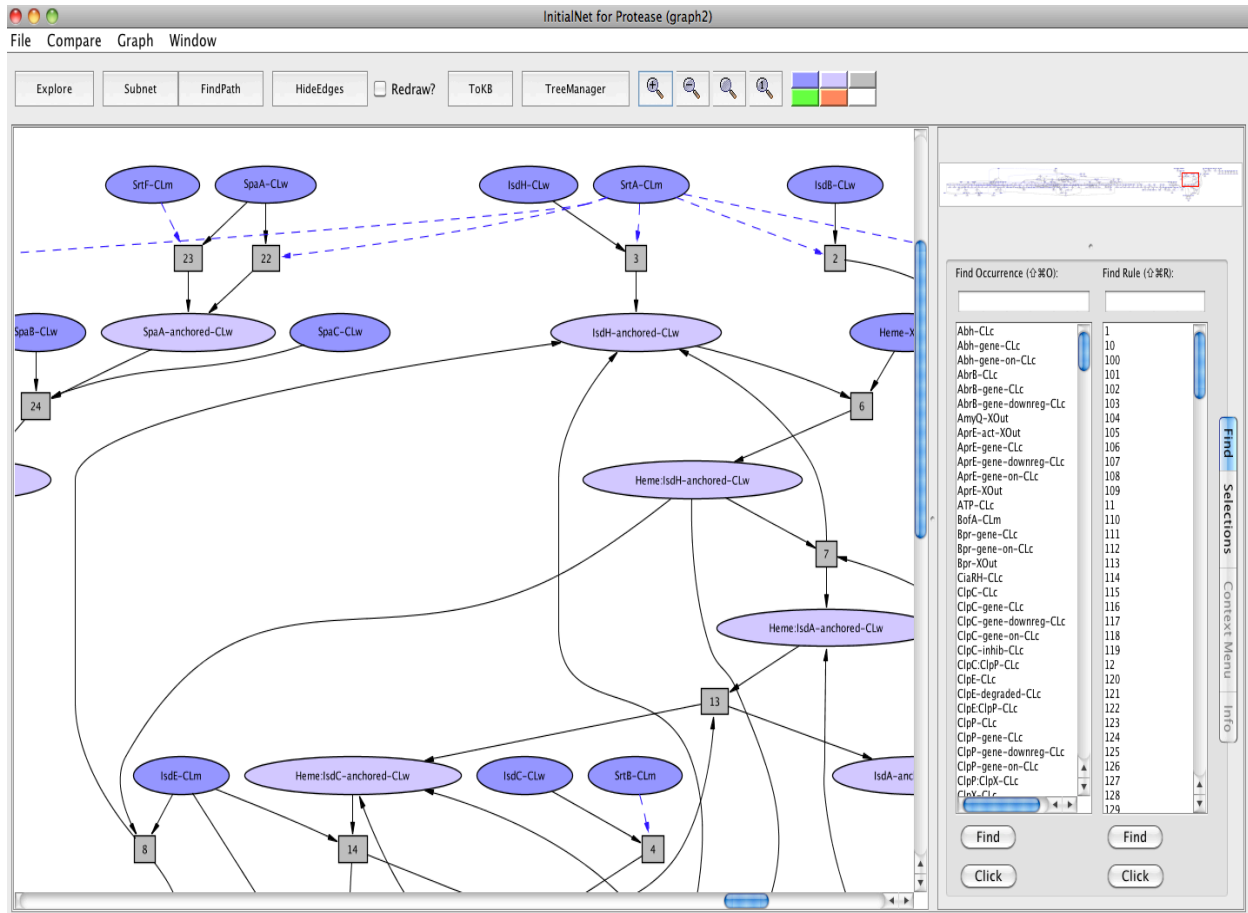 InitialNet for Protease (graph2)
File Compare Graph Window
Explore Subnet FindPath HideEdges Redraw? ToKB TreeManager
SrtF-CLm SpaA-CLw IsdH-CLw SrtA-CLm IsdB-CLw
23 22 3 2
SpaB-CLw SpaA-anchored-CLw SpaC-CLw IsdH-anchored-CLw Heme-X
24 6
Heme:IsdH-anchored-CLw
7
Heme:IsdA-anchored-CLw
13
IsdE-CLm Heme:IsdC-anchored-CLw IsdC-CLw SrtB-CLm IsdA-anc
8 14 4
Find Occurrence (⇧⌘O): Find Rule (⇧⌘R):
Abh-CLc 1
Abh-gene-CLc 10
Abh-gene-on-CLc 100
AbrB-CLc 101
AbrB-gene-CLc 102
AbrB-gene-downreg-CLc 103
AmyQ-XOut 104
AprE-act-XOut 105
AprE-gene-CLc 106
AprE-gene-downreg-CLc 107
AprE-gene-on-CLc 108
AprE-XOut 109
ATP-CLc 11
BofA-CLm 110
Bpr-gene-CLc 111
Bpr-gene-on-CLc 112
Bpr-XOut 113
CiaRH-CLc 114
ClpC-CLc 115
ClpC-gene-CLc 116
ClpC-gene-downreg-CLc 117
ClpC-gene-on-CLc 118
ClpC-inhib-CLc 119
ClpC:ClpP-CLc 12
ClpE-CLc 120
ClpE-degraded-CLc 121
ClpE:ClpP-CLc 122
ClpP-CLc 123
ClpP-gene-CLc 124
ClpP-gene-downreg-CLc 125
ClpP-gene-on-CLc 126
ClpP:ClpX-CLc 127
ClpX-CLc 128
129
Find Find
Click Click
Find
Selections
Context Menu
Info